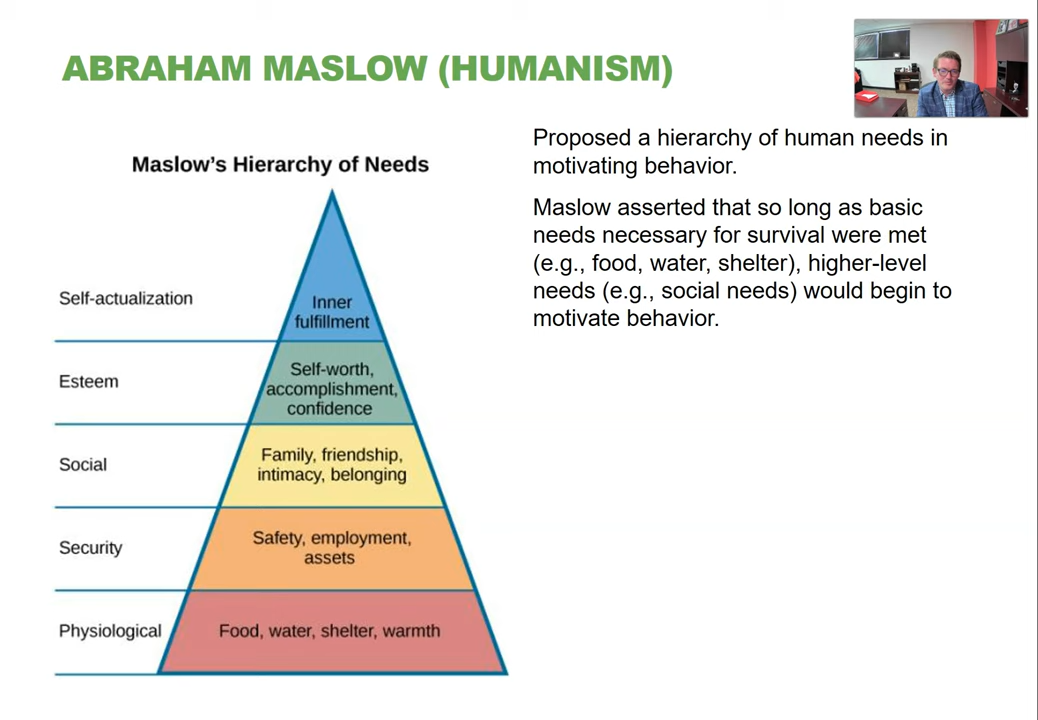 ABRAHAM MASLOW (HUMANISM)
Maslow's Hierarchy of Needs
Self-actualization
Inner
fulfillment
Esteem
Self-worth,
accomplishment,
confidence
Social
Family, friendship,
intimacy, belonging
Security
Safety, employment,
assets
Physiological
Food, water, shelter, warmth
Proposed a hierarchy of human needs in
motivating behavior.
Maslow asserted that so long as basic
needs necessary for survival were met
(e.g., food, water, shelter), higher-level
needs (e.g., social needs) would begin to
motivate behavior.